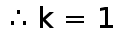 ∴ k = 1